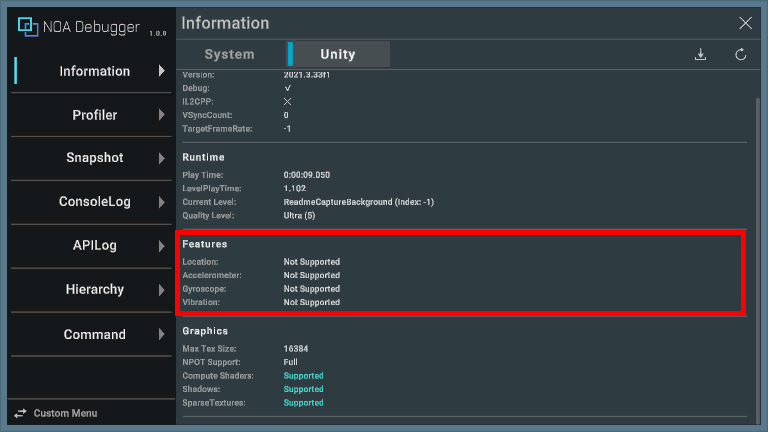 NOA Debugger 1.0.0
Information
Profiler
Snapshot
ConsoleLog
APILog
Hierarchy
Command
Custom Menu
Information
System Unity
Version: 2021.3.33f1
Debug:
IL2CPP:
VSyncCount: 0
TargetFrameRate: -1
Runtime
Play Time: 0:00:09.050
LevelPlayTime: 1.102
Current Level: ReadmeCaptureBackground (Index: -1)
Quality Level: Ultra (5)
Features
Location: Not Supported
Accelerometer: Not Supported
Gyroscope: Not Supported
Vibration: Not Supported
Graphics
Max Tex Size: 16384
NPOT Support: Full
Compute Shaders: Supported
Shadows: Supported
SparseTextures: Supported